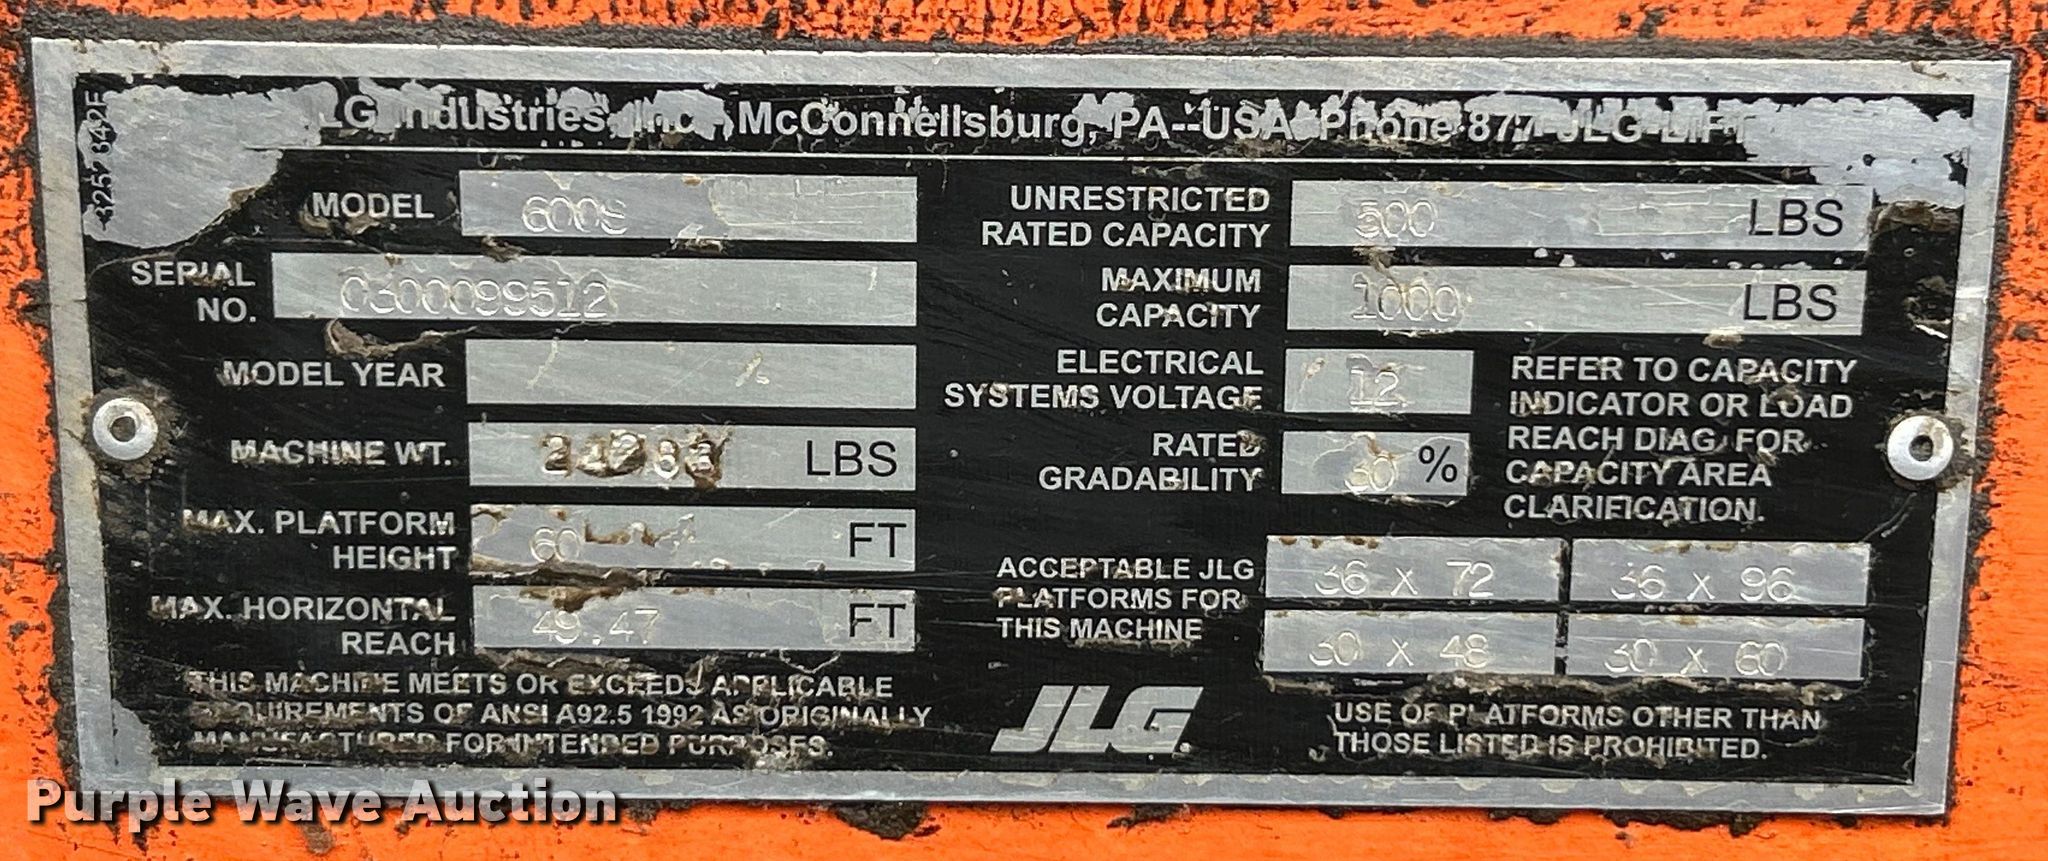 JLG Industries, Inc., McConnellsburg, PA--USA Phone 877-JLG-LIFT
3252842F
MODEL 600S
SERIAL NO. 0300099512
MODEL YEAR
MACHINE WT. LBS
MAX. PLATFORM HEIGHT 60 FT
MAX. HORIZONTAL REACH 49.47 FT
THIS MACHINE MEETS OR EXCEEDS APPLICABLE
REQUIREMENTS OF ANSI A92.5 1992 AS ORIGINALLY
MANUFACTURED FOR INTENDED PURPOSES.
UNRESTRICTED RATED CAPACITY 500 LBS
MAXIMUM CAPACITY 1000 LBS
ELECTRICAL SYSTEMS VOLTAGE 12
RATED GRADABILITY 30 %
REFER TO CAPACITY
INDICATOR OR LOAD
REACH DIAG. FOR
CAPACITY AREA
CLARIFICATION.
ACCEPTABLE JLG
PLATFORMS FOR
THIS MACHINE
36 X 72 36 X 96
30 X 48 30 X 60
JLG
USE OF PLATFORMS OTHER THAN
THOSE LISTED IS PROHIBITED.
Purple Wave Auction